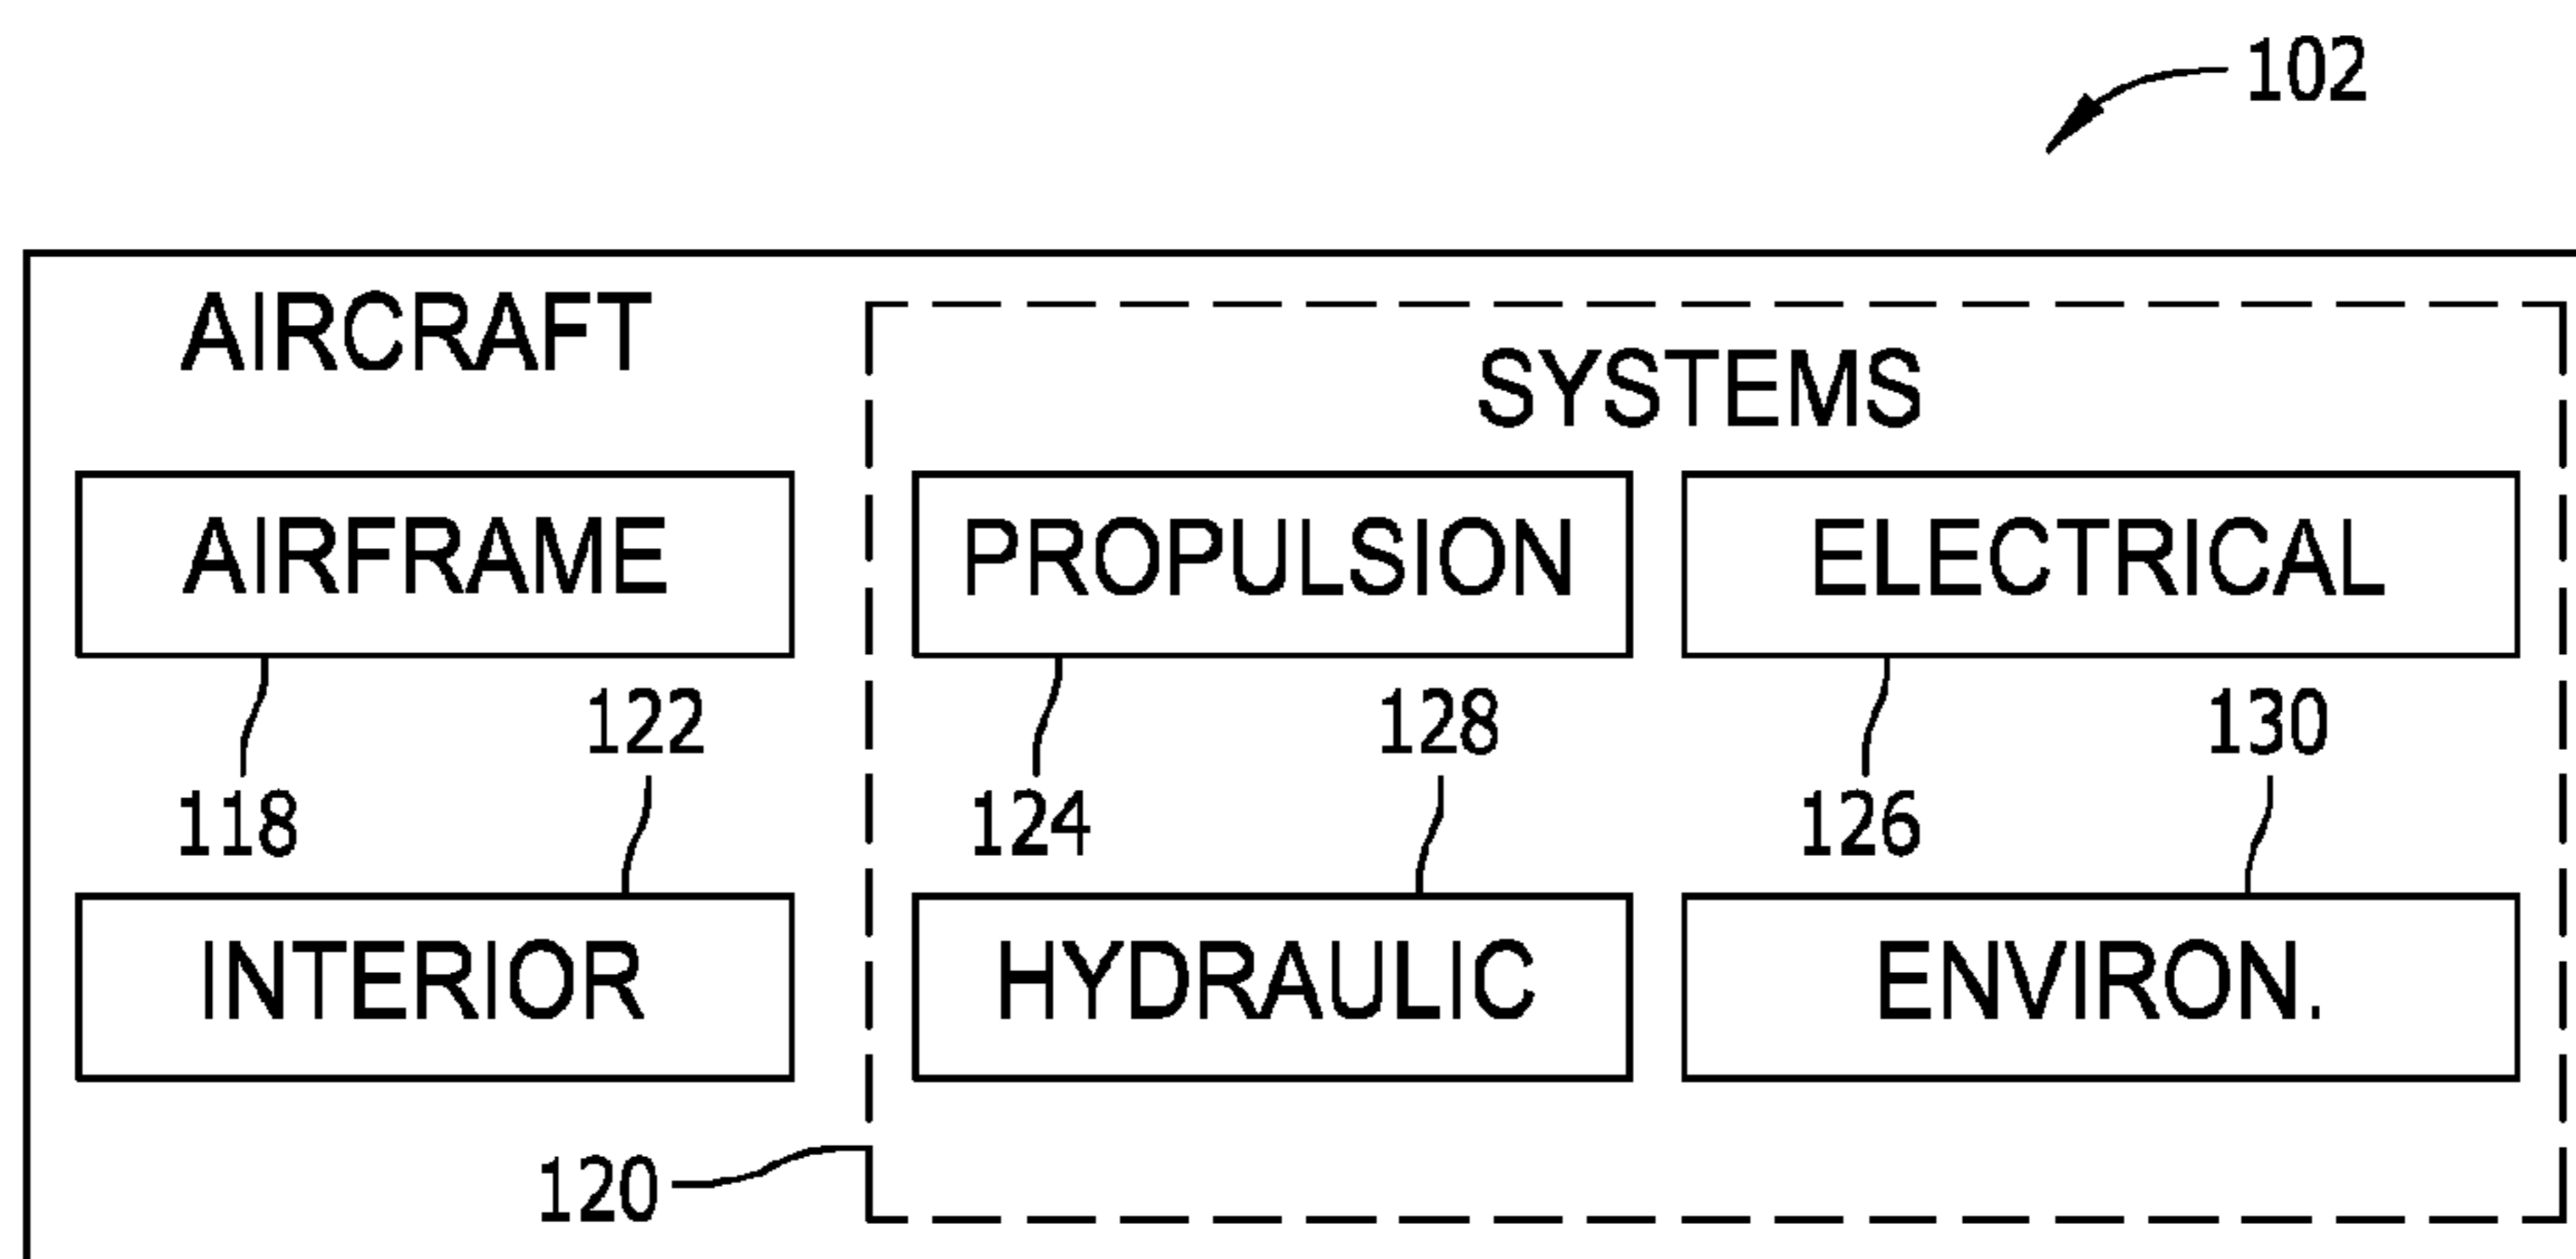 102
AIRCRAFT
SYSTEMS
AIRFRAME
PROPULSION
ELECTRICAL
122
128
130
118
124
126
INTERIOR
HYDRAULIC
ENVIRON.
120